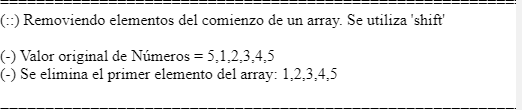 (::) Removiendo elementos del comienzo de un array. Se utiliza 'shift'
(-) Valor original de Números = 5,1,2,3,4,5
(-) Se elimina el primer elemento del array: 1,2,3,4,5